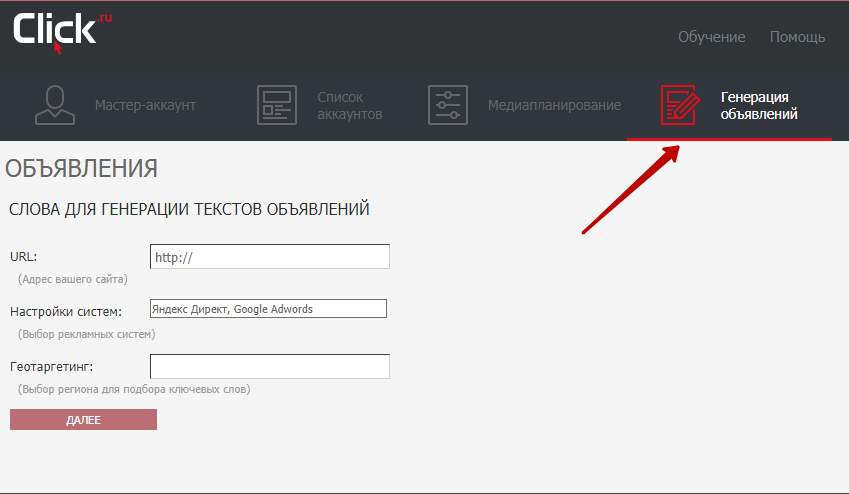 Click.ru
Обучение
Помощь
Мастер-аккаунт
Список
аккаунтов
Медиапланирование
Генерация
объявлений
ОБЪЯВЛЕНИЯ
СЛОВА ДЛЯ ГЕНЕРАЦИИ ТЕКСТОВ ОБЪЯВЛЕНИЙ
URL:
http://
(Адрес вашего сайта)
Настройки систем:
Яндекс Директ, Google Adwords
(Выбор рекламных систем)
Геотаргетинг:
(Выбор региона для подбора ключевых слов)
ДАЛЕЕ